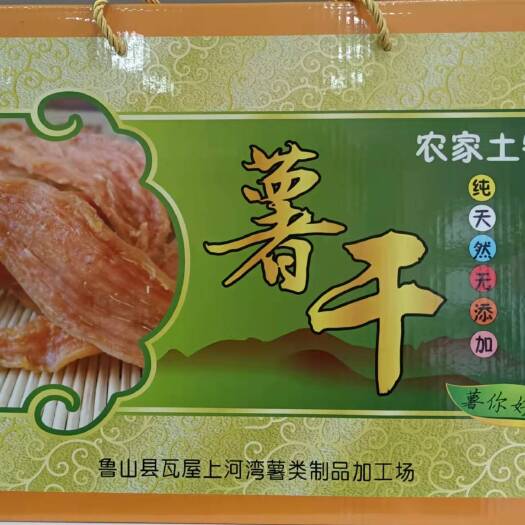 农家土
薯干
纯天然无添加
薯你
鲁山县瓦屋上河湾薯类制品加工场